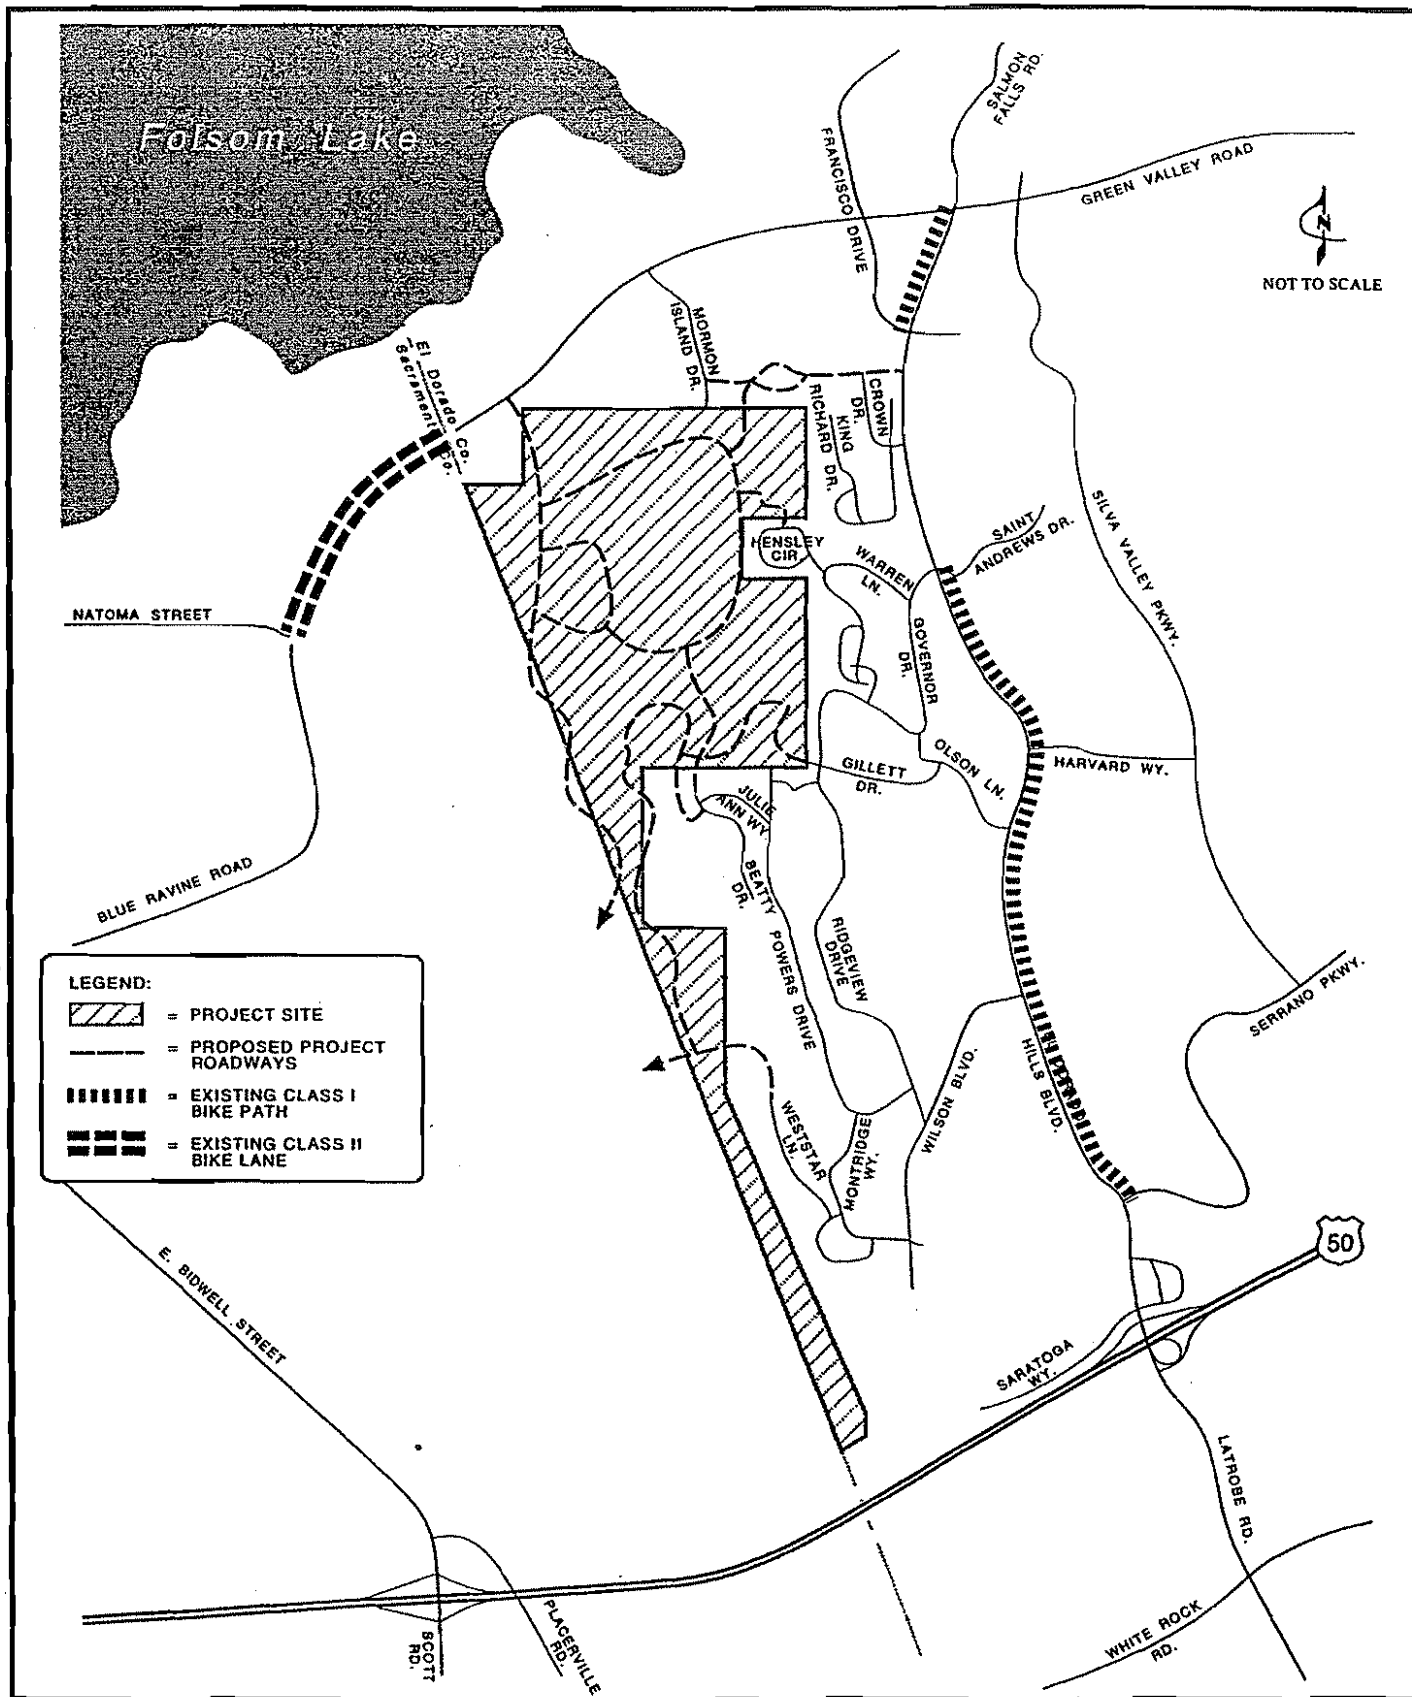 Folsom Lake
SALMON
FALLS RD.
FRANCISCO DRIVE
GREEN VALLEY ROAD
N
NOT TO SCALE
MORMON
ISLAND DR.
El Dorado Co.
Sacramento Co.
CROWN
DR.
KING
RICHARD DR.
SILVA VALLEY PKWY.
SAINT
ANDREWS DR.
HENSLEY
CIR
WARREN
LN.
NATOMA STREET
GOVERNOR
DR.
OLSON LN.
HARVARD WY.
GILLETT
DR.
JULIE
ANN WY.
BEATTY
DR.
BLUE RAVINE ROAD
RIDGEVIEW
DRIVE
POWERS DRIVE
SERRANO PKWY.
LEGEND:
= PROJECT SITE
= PROPOSED PROJECT
ROADWAYS
= EXISTING CLASS I
BIKE PATH
= EXISTING CLASS II
BIKE LANE
HILLS BLVD.
WILSON BLVD.
WESTSTAR
LN.
MONTRIDGE
WY.
50
E. BIDWELL STREET
SARATOGA
WY.
LATROBE RD.
WHITE ROCK
RD.
SCOTT
RD.
PLACERVILLE
RD.